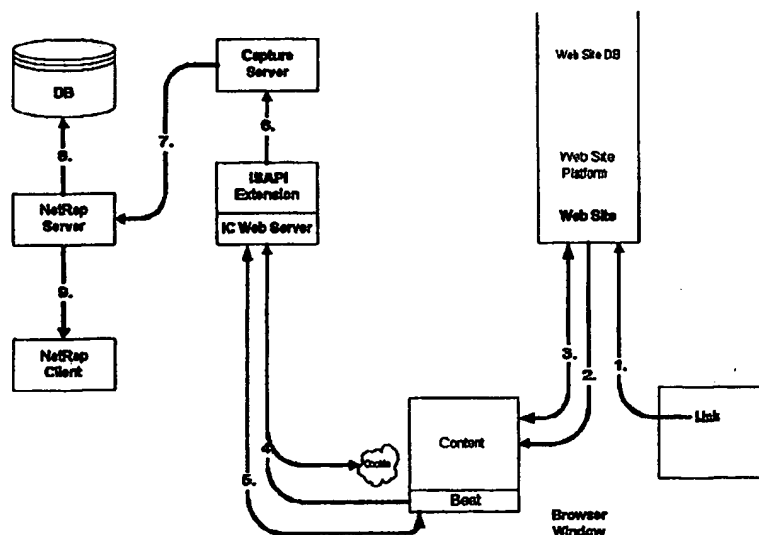 Capture
Server
Web Site DB
DB
7.
6.
8.
ISAPI
Extension
Web Site
Platform
NetRep
Server
IC Web Server
Web Site
9.
NetRep
Client
3.
2.
1.
Link
Content
4.
Cookie
5.
Beat
Browser
Window